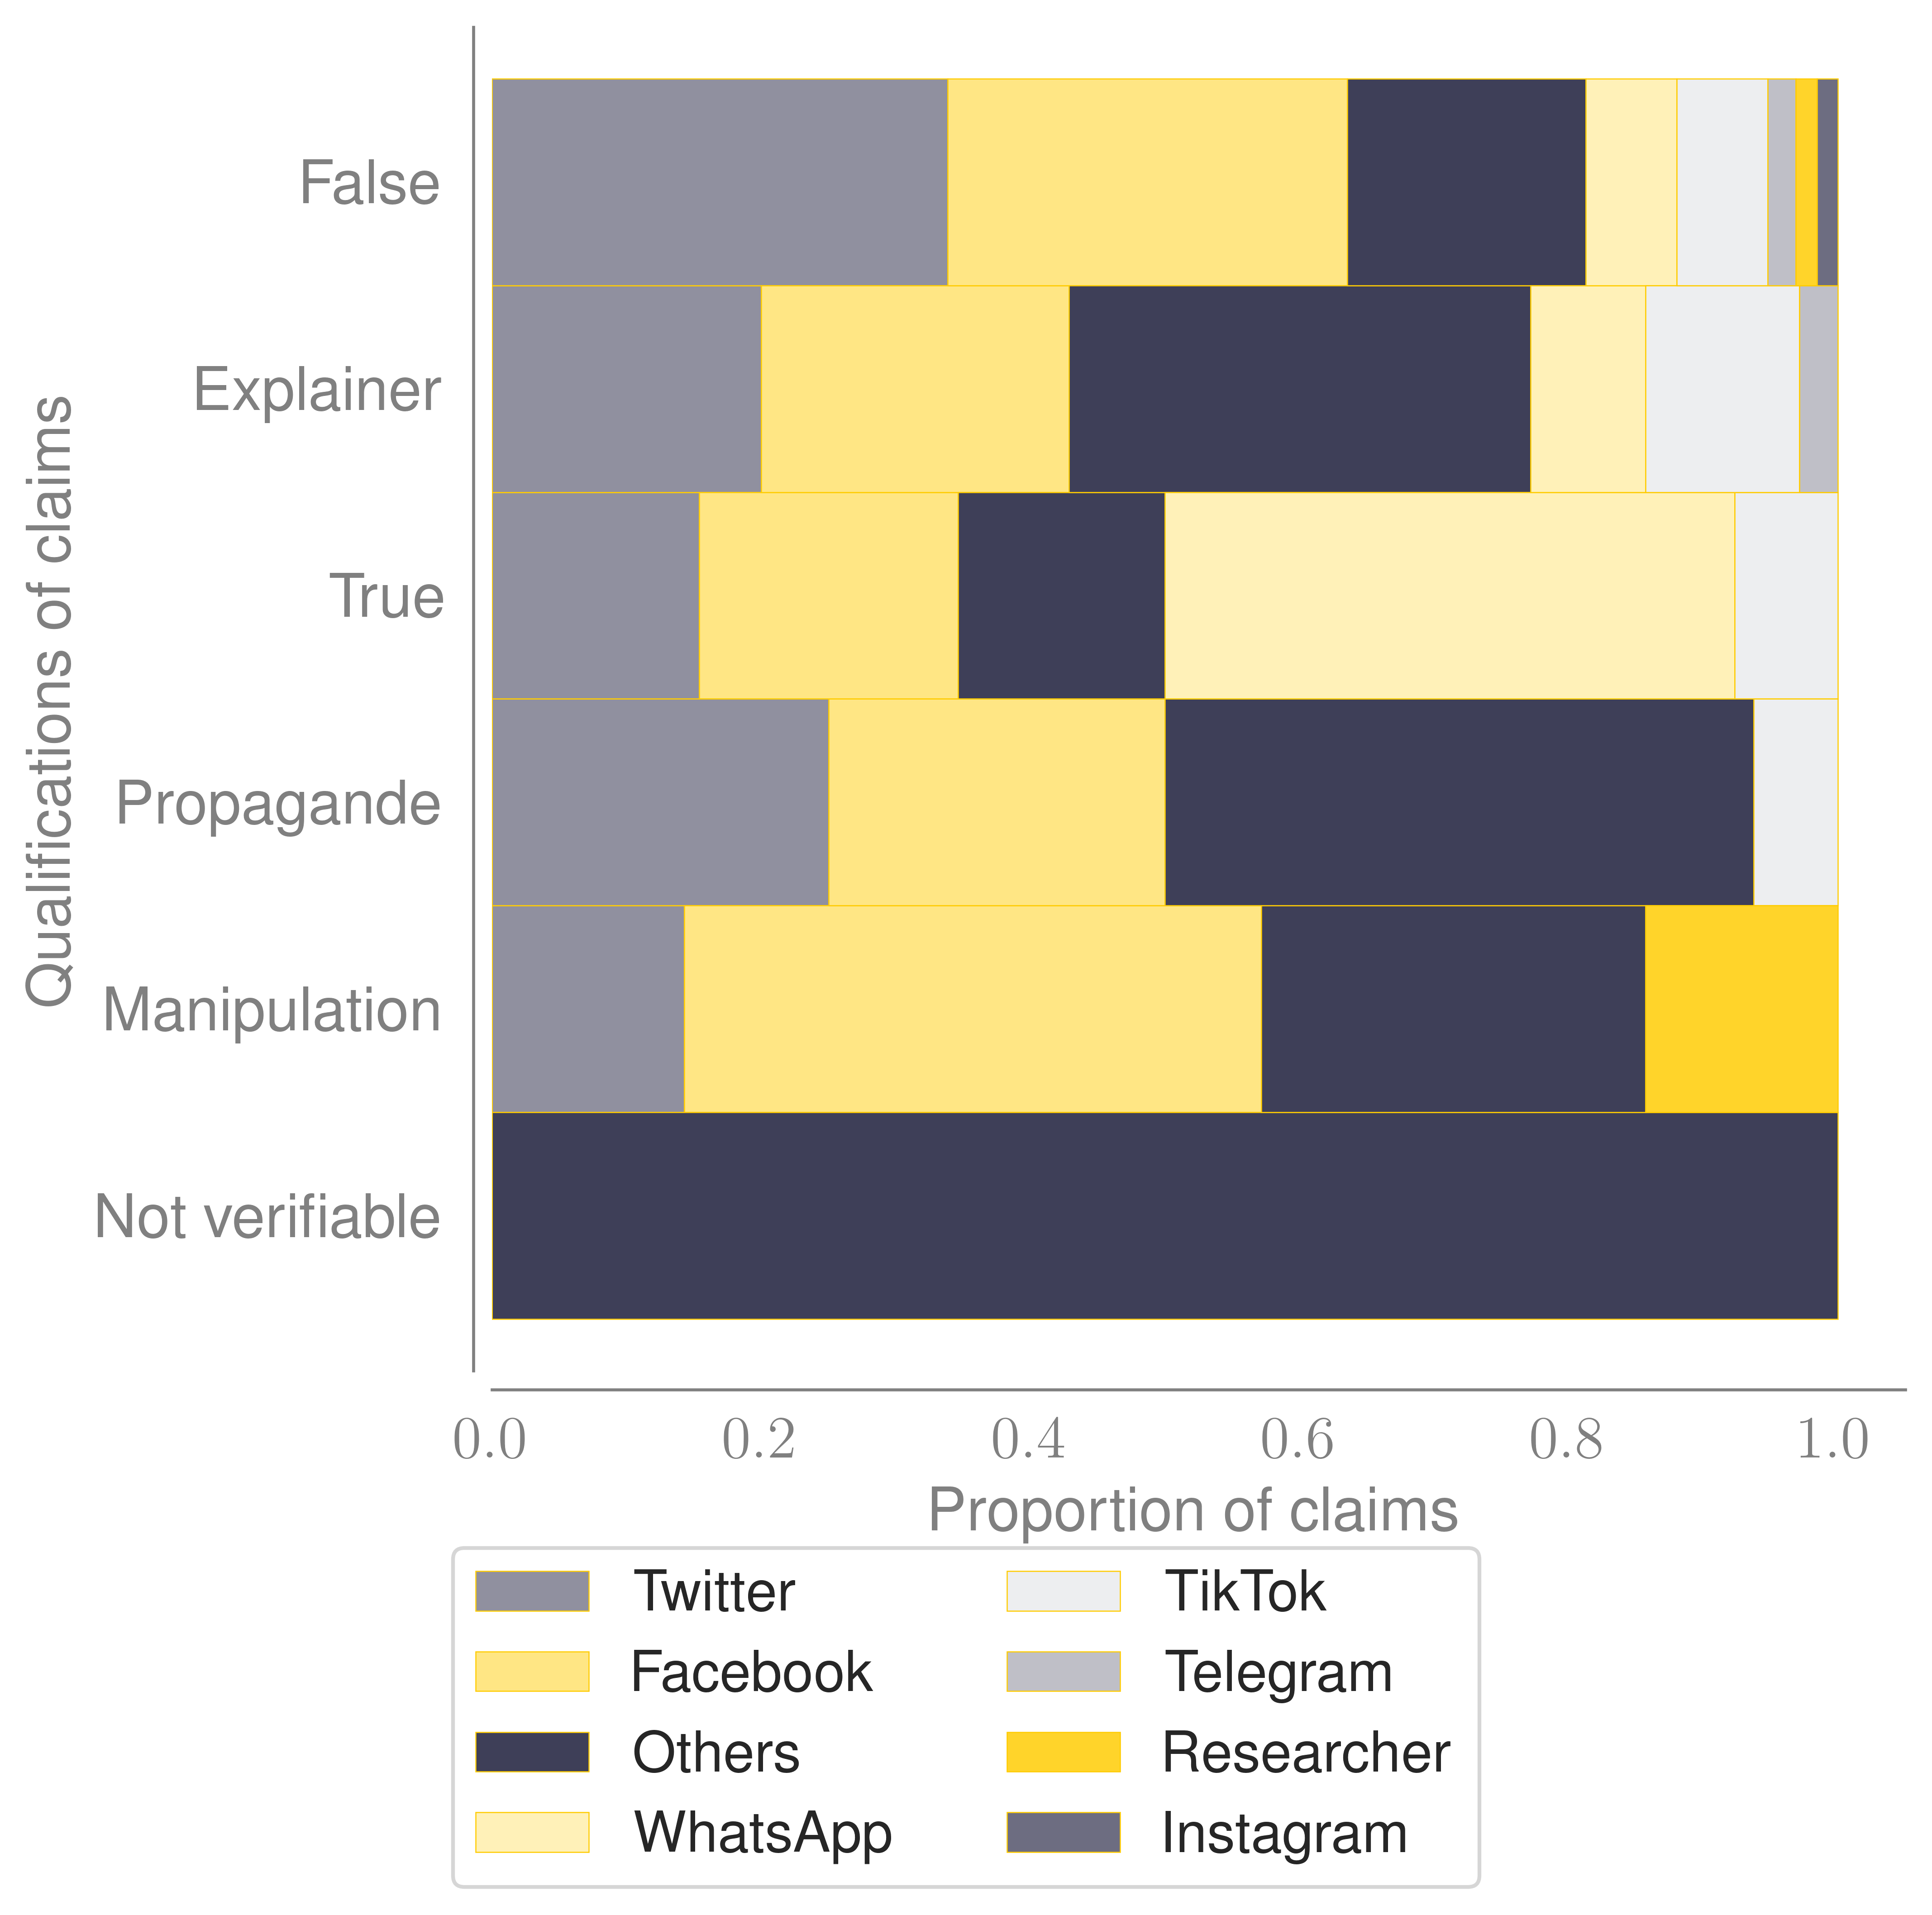 Qualifications of claims
False
Explainer
True
Propagande
Manipulation
Not verifiable
0.0 0.2 0.4 0.6 0.8 1.0
Proportion of claims
Twitter
Facebook
Others
WhatsApp
TikTok
Telegram
Researcher
Instagram